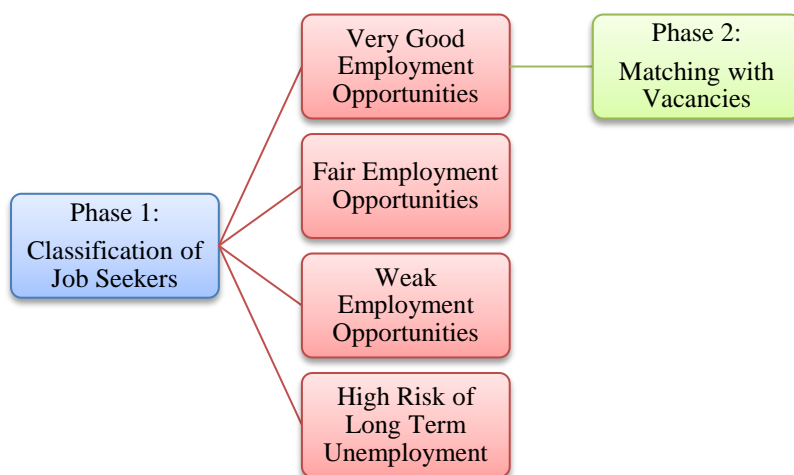 Phase 1:
Classification of
Job Seekers
Very Good
Employment
Opportunities
Fair Employment
Opportunities
Weak
Employment
Opportunities
High Risk of
Long Term
Unemployment
Phase 2:
Matching with
Vacancies